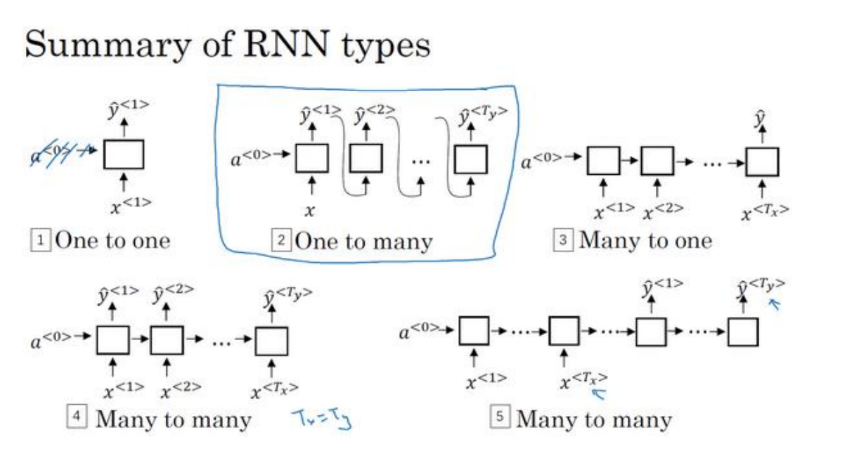 Summary of RNN types
ŷ<1>
a<0>
x<1>
1 One to one
ŷ<1> ŷ<2> ŷ<Ty>
a<0> ...
x
2 One to many
ŷ
a<0> ...
x<1> x<2> x<Tx>
3 Many to one
ŷ<1> ŷ<2> ŷ<Ty>
a<0> ...
x<1> x<2> x<Tx>
4 Many to many Tx=Ty
ŷ<1> ŷ<Ty>
a<0> ... ... ...
x<1> x<Tx>
5 Many to many